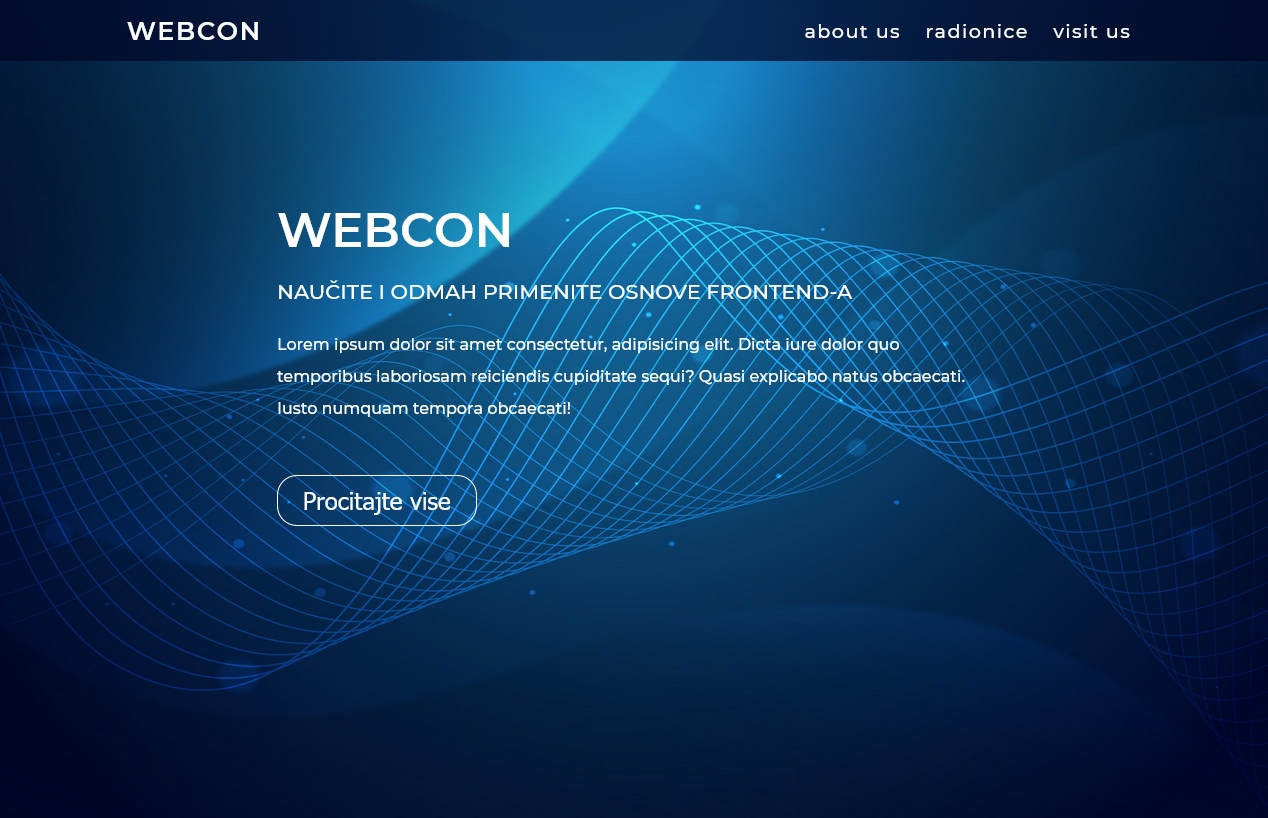 WEBCON
about us radionice visit us
WEBCON
NAUČITE I ODMAH PRIMENITE OSNOVE FRONTEND-A
Lorem ipsum dolor sit amet consectetur, adipisicing elit. Dicta iure dolor quo
temporibus laboriosam reiciendis cupiditate sequi? Quasi explicabo natus obcaecati.
Iusto numquam tempora obcaecati!
Procitajte vise